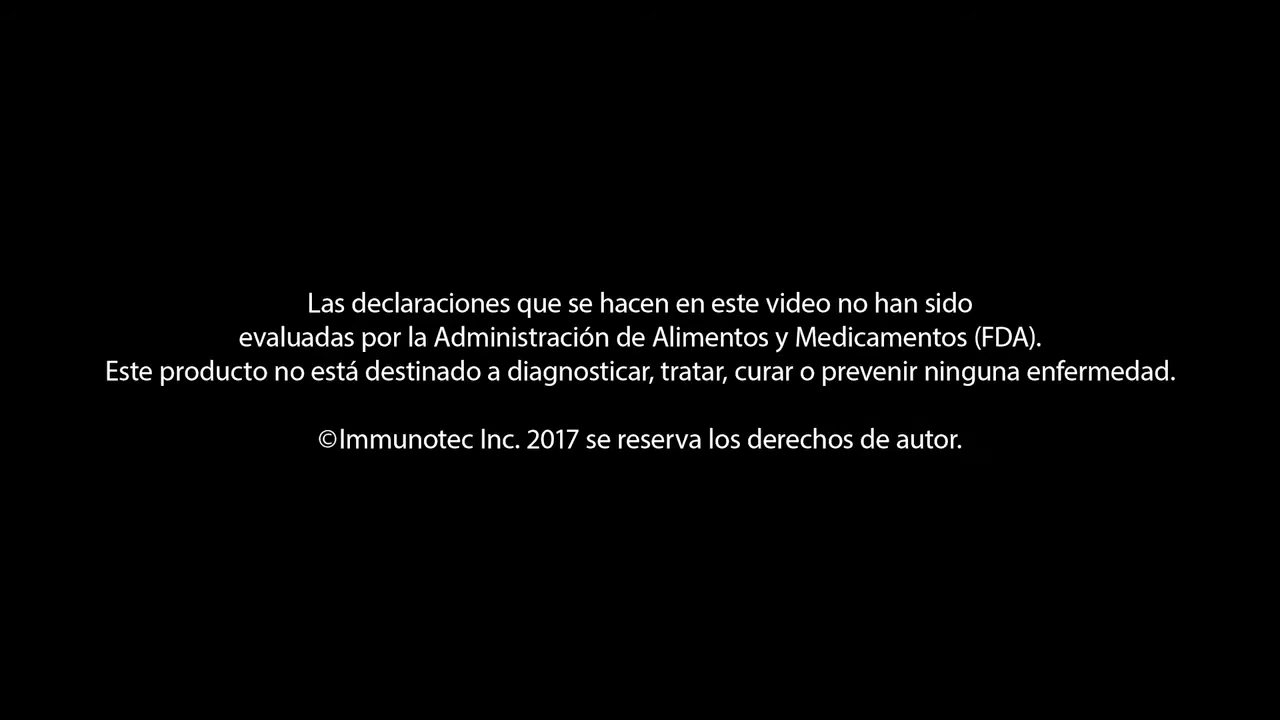 Las declaraciones que se hacen en este video no han sido
evaluadas por la Administración de Alimentos y Medicamentos (FDA).
Este producto no está destinado a diagnosticar, tratar, curar o prevenir ninguna enfermedad.
©Immunotec Inc. 2017 se reserva los derechos de autor.